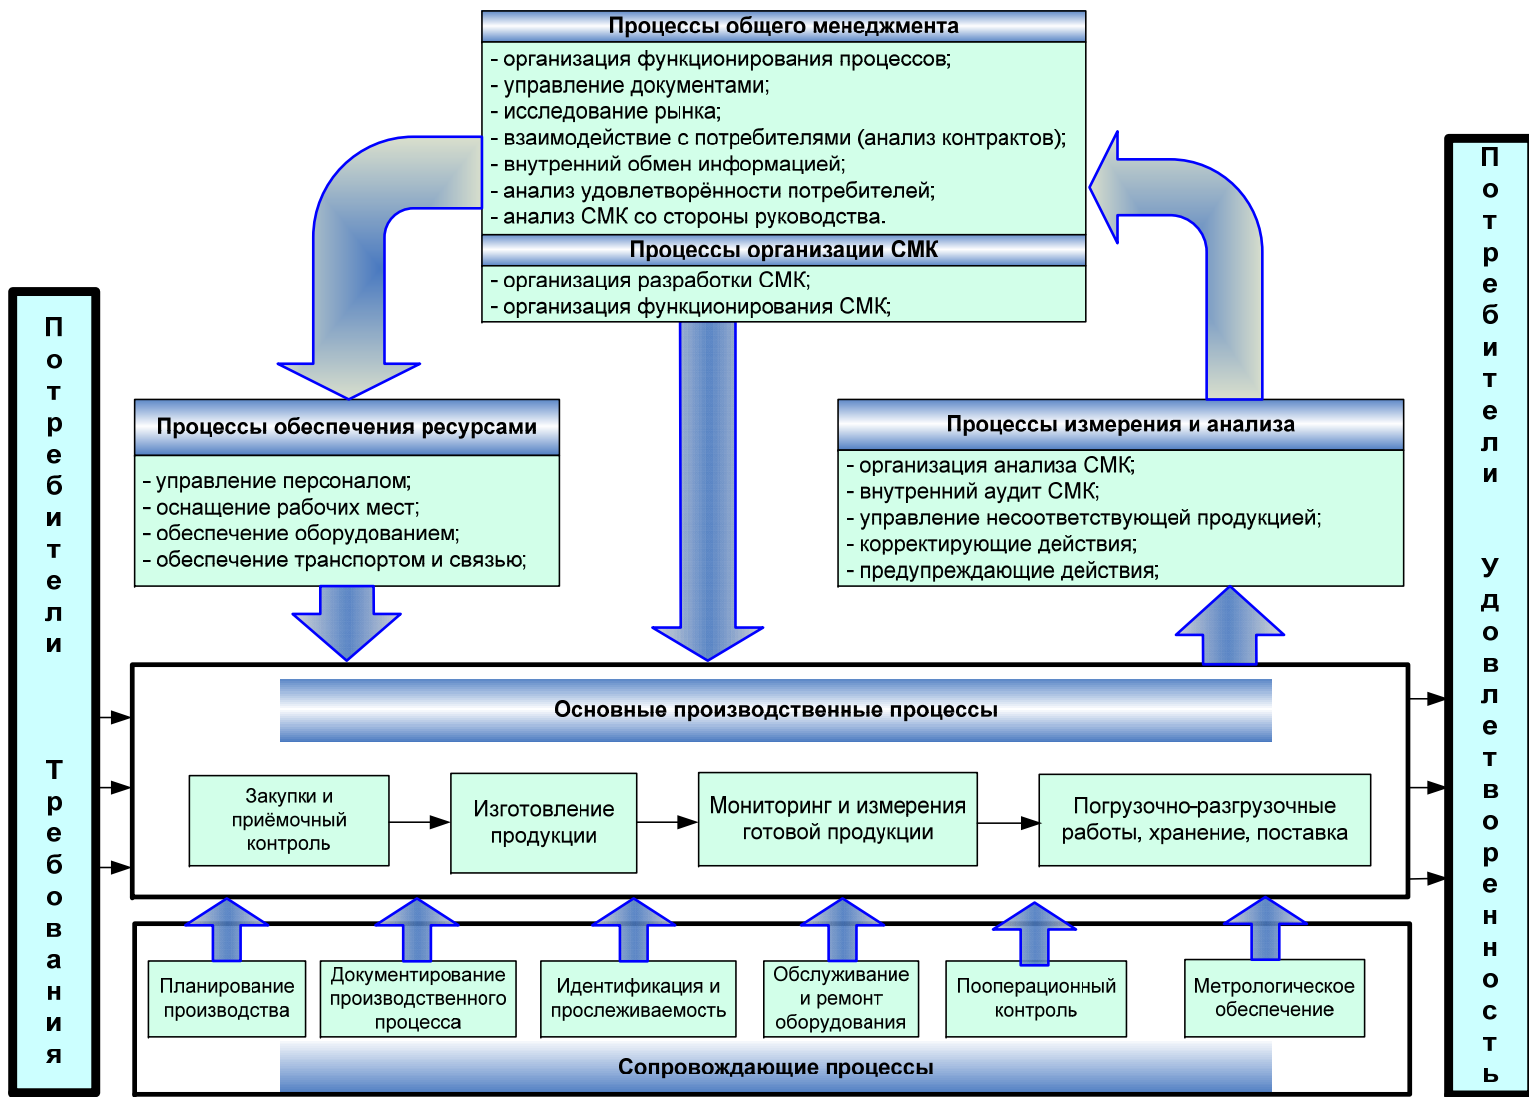 Процессы общего менеджмента
- организация функционирования процессов;
- управление документами;
- исследование рынка;
- взаимодействие с потребителями (анализ контрактов);
- внутренний обмен информацией;
- анализ удовлетворённости потребителей;
- анализ СМК со стороны руководства.
Процессы организации СМК
- организация разработки СМК;
- организация функционирования СМК;
Потребители Требования
Процессы обеспечения ресурсами
- управление персоналом;
- оснащение рабочих мест;
- обеспечение оборудованием;
- обеспечение транспортом и связью;
Процессы измерения и анализа
- организация анализа СМК;
- внутренний аудит СМК;
- управление несоответствующей продукцией;
- корректирующие действия;
- предупреждающие действия;
Потребители Удовлетворенность
Основные производственные процессы
Закупки и
приёмочный
контроль
Изготовление
продукции
Мониторинг и измерения
готовой продукции
Погрузочно-разгрузочные
работы, хранение, поставка
Планирование
производства
Документирование
производственного
процесса
Идентификация и
прослеживаемость
Обслуживание
и ремонт
оборудования
Пооперационный
контроль
Метрологическое
обеспечение
Сопровождающие процессы